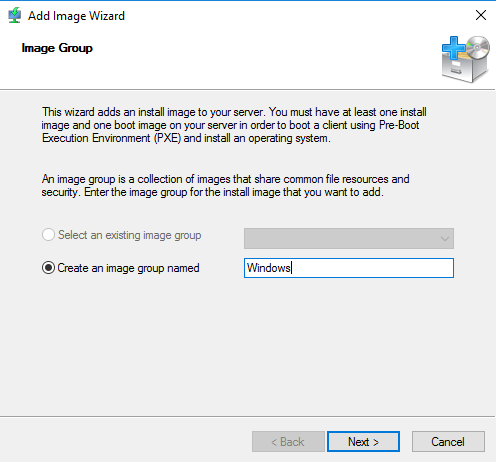 Add Image Wizard
Image Group
This wizard adds an install image to your server. You must have at least one install
image and one boot image on your server in order to boot a client using Pre-Boot
Execution Environment (PXE) and install an operating system.
An image group is a collection of images that share common file resources and
security. Enter the image group for the install image that you want to add.
Select an existing image group
Create an image group named
Windows
< Back
Next >
Cancel